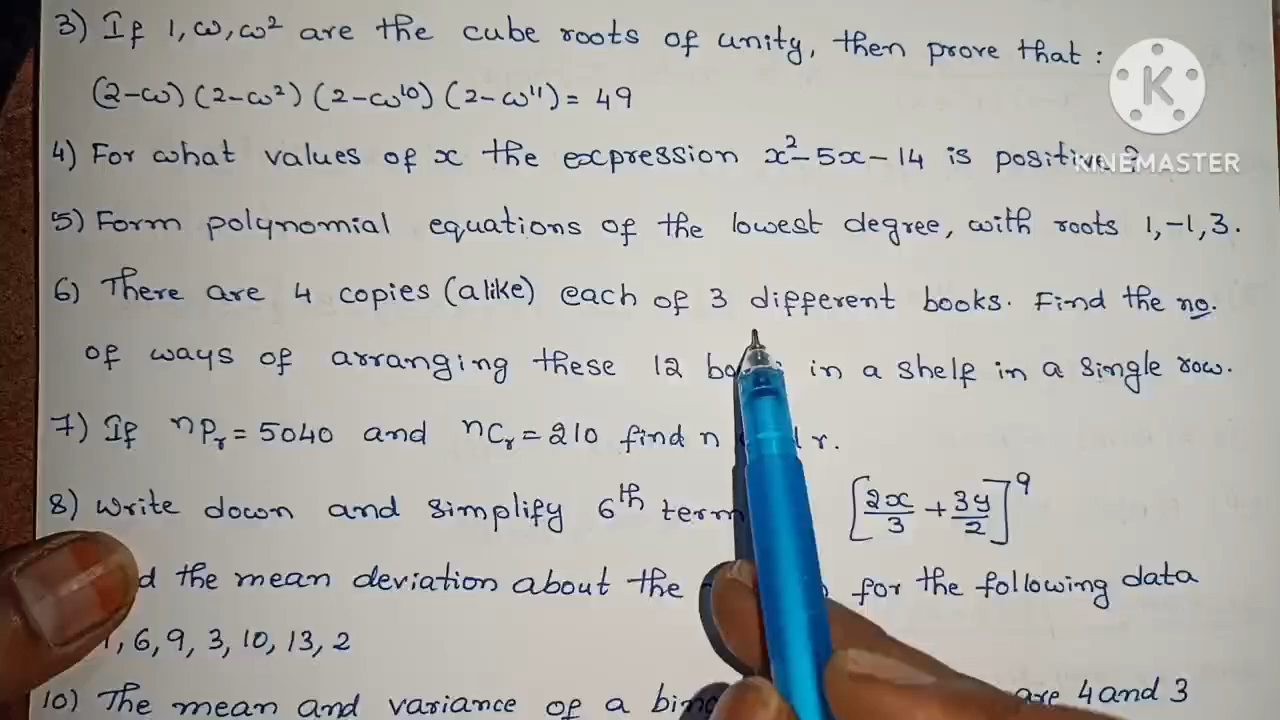 3) If 1, ω, ω² are the cube roots of unity, then prove that :
(2-ω) (2-ω²) (2-ω¹⁰) (2-ω¹¹) = 49
K
KINEMASTER
4) For what values of x the expression x²-5x-14 is positive?
5) Form polynomial equations of the lowest degree, with roots 1,-1,3.
6) There are 4 copies (alike) each of 3 different books. Find the no.
of ways of arranging these 12 in a shelf in a single row.
7) If ⁿPᵣ = 5040 and ⁿCᵣ = 210 find n r.
8) Write down and simplify 6ᵗʰ term [2x/3 + 3y/2]⁹
the mean deviation about the for the following data
6, 9, 3, 10, 13, 2
10) The mean and variance of a are 4 and 3